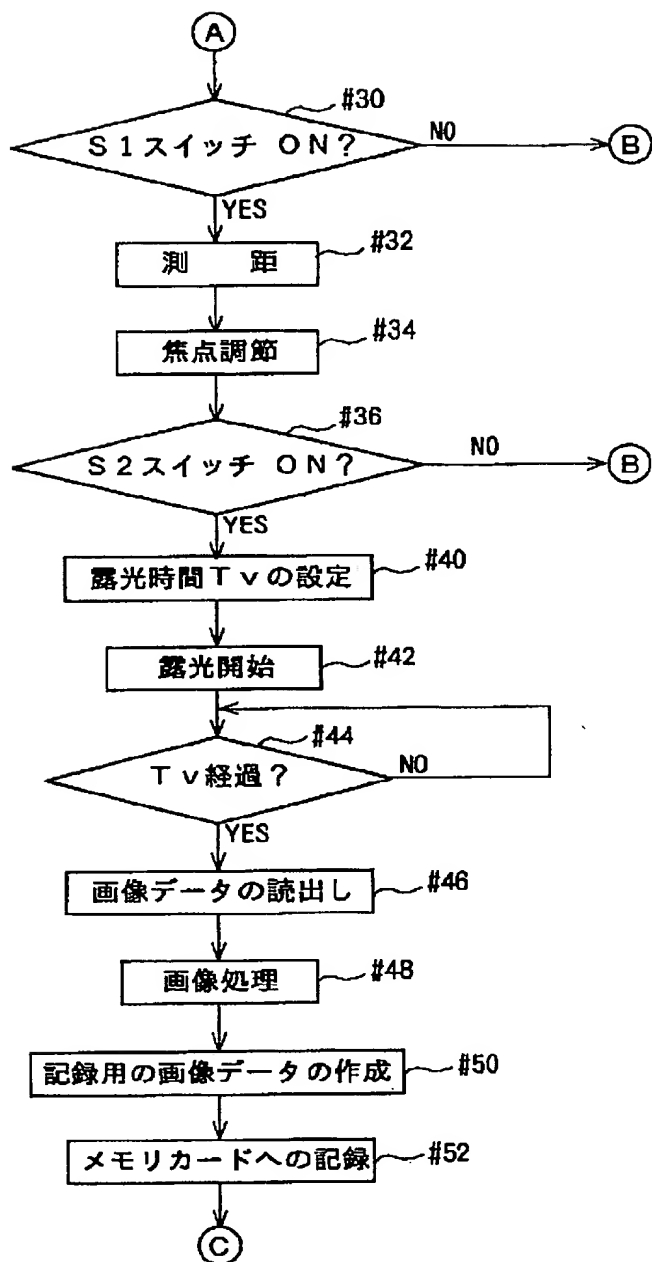 A
#30
S1スイッチ ON?
NO
B
YES
測 距
#32
焦点調節
#34
#36
S2スイッチ ON?
NO
B
YES
露光時間Tvの設定
#40
露光開始
#42
#44
Tv経過?
NO
YES
画像データの読出し
#46
画像処理
#48
記録用の画像データの作成
#50
メモリカードへの記録
#52
C